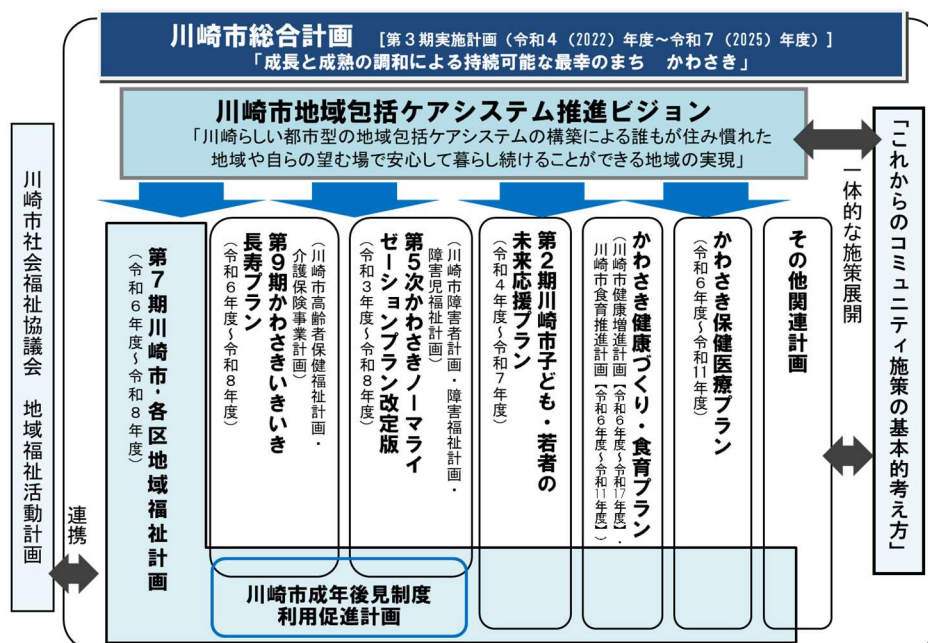 川崎市総合計画 [第3期実施計画(令和4(2022)年度~令和7(2025)年度)]
「成長と成熟の調和による持続可能な最幸のまち かわさき」
川崎市地域包括ケアシステム推進ビジョン
「川崎らしい都市型の地域包括ケアシステムの構築による誰もが住み慣れた
地域や自らの望む場で安心して暮らし続けることができる地域の実現」
「これからのコミュニティ施策の基本的考え方」
一体的な施策展開
その他関連計画
かわさき保健医療プラン
(令和6年度~令和11年度)
かわさき健康づくり・食育プラン
(川崎市健康増進計画【令和6年度~令和17年度】・
川崎市食育推進計画【令和6年度~令和11年度】)
第2期川崎市子ども・若者の
未来応援プラン
(令和4年度~令和7年度)
(川崎市障害者計画・障害福祉計画・
障害児福祉計画)
第5次かわさきノーマライ
ゼーションプラン改定版
(令和3年度~令和8年度)
(川崎市高齢者保健福祉計画・
介護保険事業計画)
第9期かわさきいきいき
長寿プラン
(令和6年度~令和8年度)
第7期川崎市・各区地域福祉計画
(令和6年度~令和8年度)
川崎市成年後見制度
利用促進計画
連携
川崎市社会福祉協議会 地域福祉活動計画